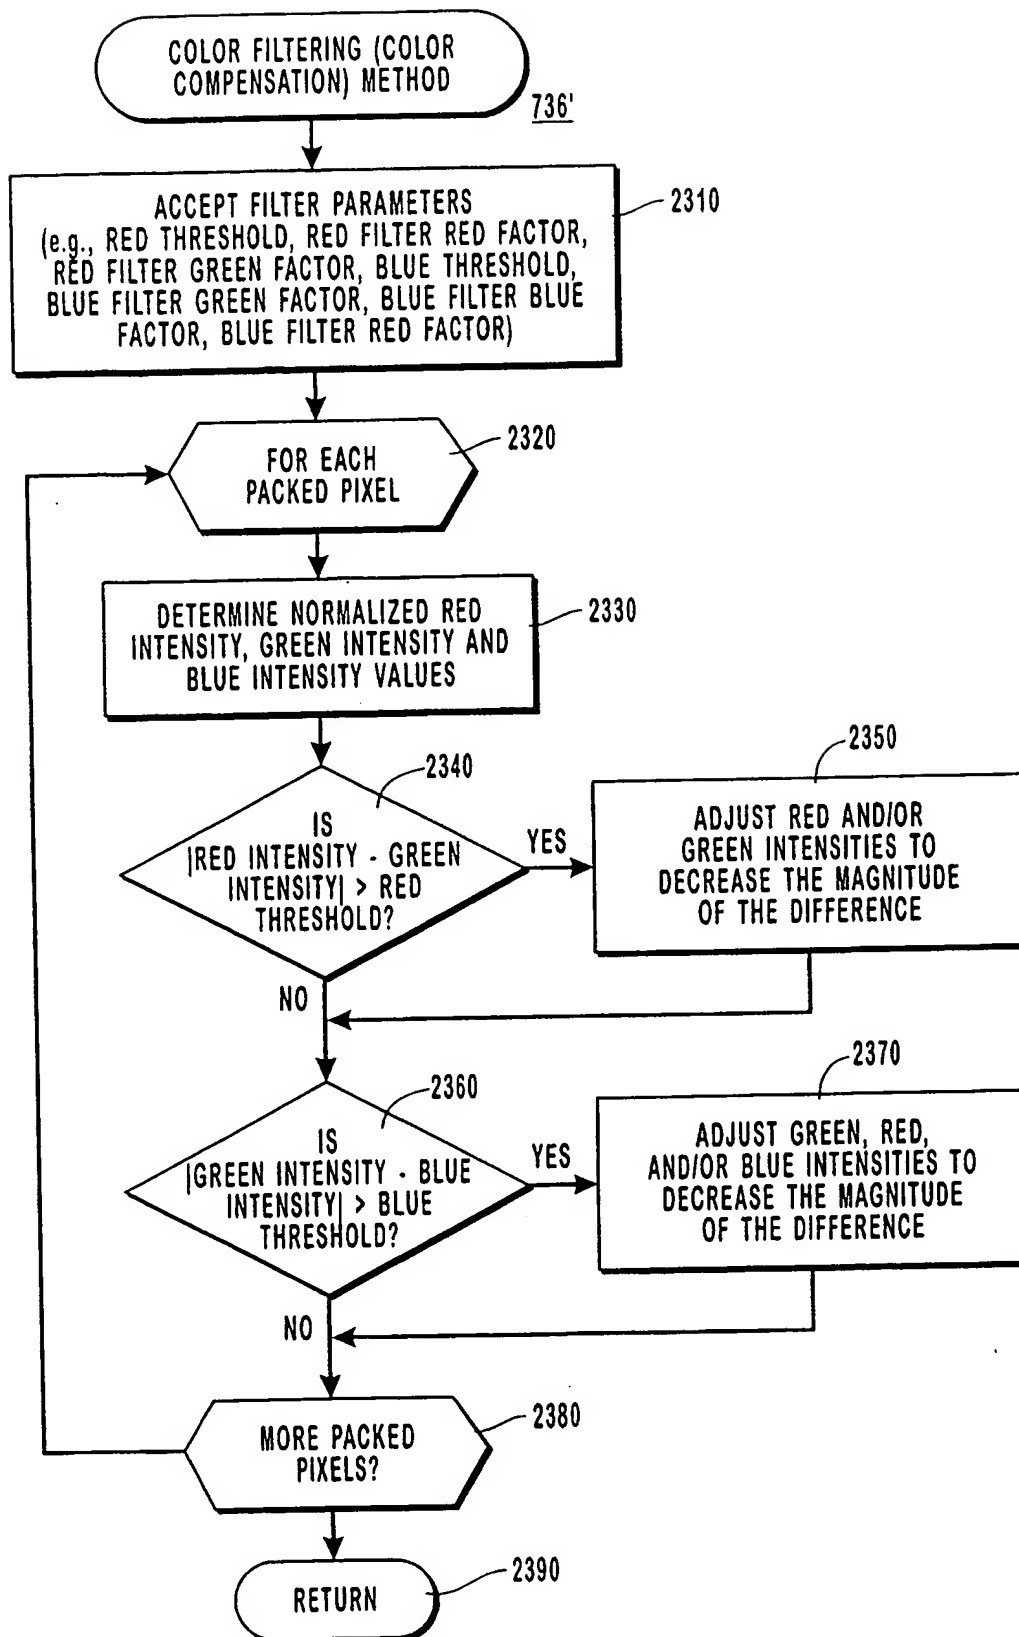 COLOR FILTERING (COLOR
COMPENSATION) METHOD
736'
ACCEPT FILTER PARAMETERS
(e.g., RED THRESHOLD, RED FILTER RED FACTOR,
RED FILTER GREEN FACTOR, BLUE THRESHOLD,
BLUE FILTER GREEN FACTOR, BLUE FILTER BLUE
FACTOR, BLUE FILTER RED FACTOR)
2310
FOR EACH
PACKED PIXEL
2320
DETERMINE NORMALIZED RED
INTENSITY, GREEN INTENSITY AND
BLUE INTENSITY VALUES
2330
2340
IS
|RED INTENSITY - GREEN
INTENSITY| > RED
THRESHOLD?
YES
2350
ADJUST RED AND/OR
GREEN INTENSITIES TO
DECREASE THE MAGNITUDE
OF THE DIFFERENCE
NO
2360
IS
|GREEN INTENSITY - BLUE
INTENSITY| > BLUE
THRESHOLD?
YES
2370
ADJUST GREEN, RED,
AND/OR BLUE INTENSITIES TO
DECREASE THE MAGNITUDE
OF THE DIFFERENCE
NO
MORE PACKED
PIXELS?
2380
RETURN
2390